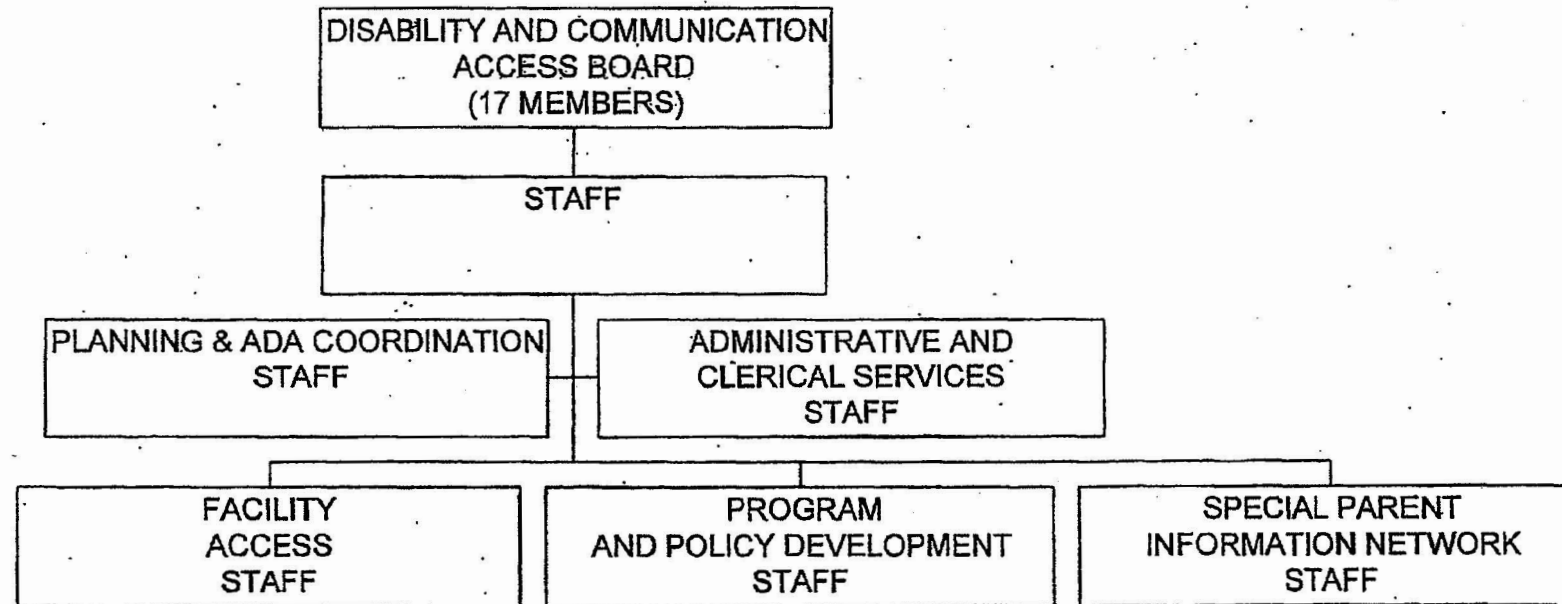 DISABILITY AND COMMUNICATION
ACCESS BOARD
(17 MEMBERS)
STAFF
PLANNING & ADA COORDINATION
STAFF
ADMINISTRATIVE AND
CLERICAL SERVICES
STAFF
FACILITY
ACCESS
STAFF
PROGRAM
AND POLICY DEVELOPMENT
STAFF
SPECIAL PARENT
INFORMATION NETWORK
STAFF